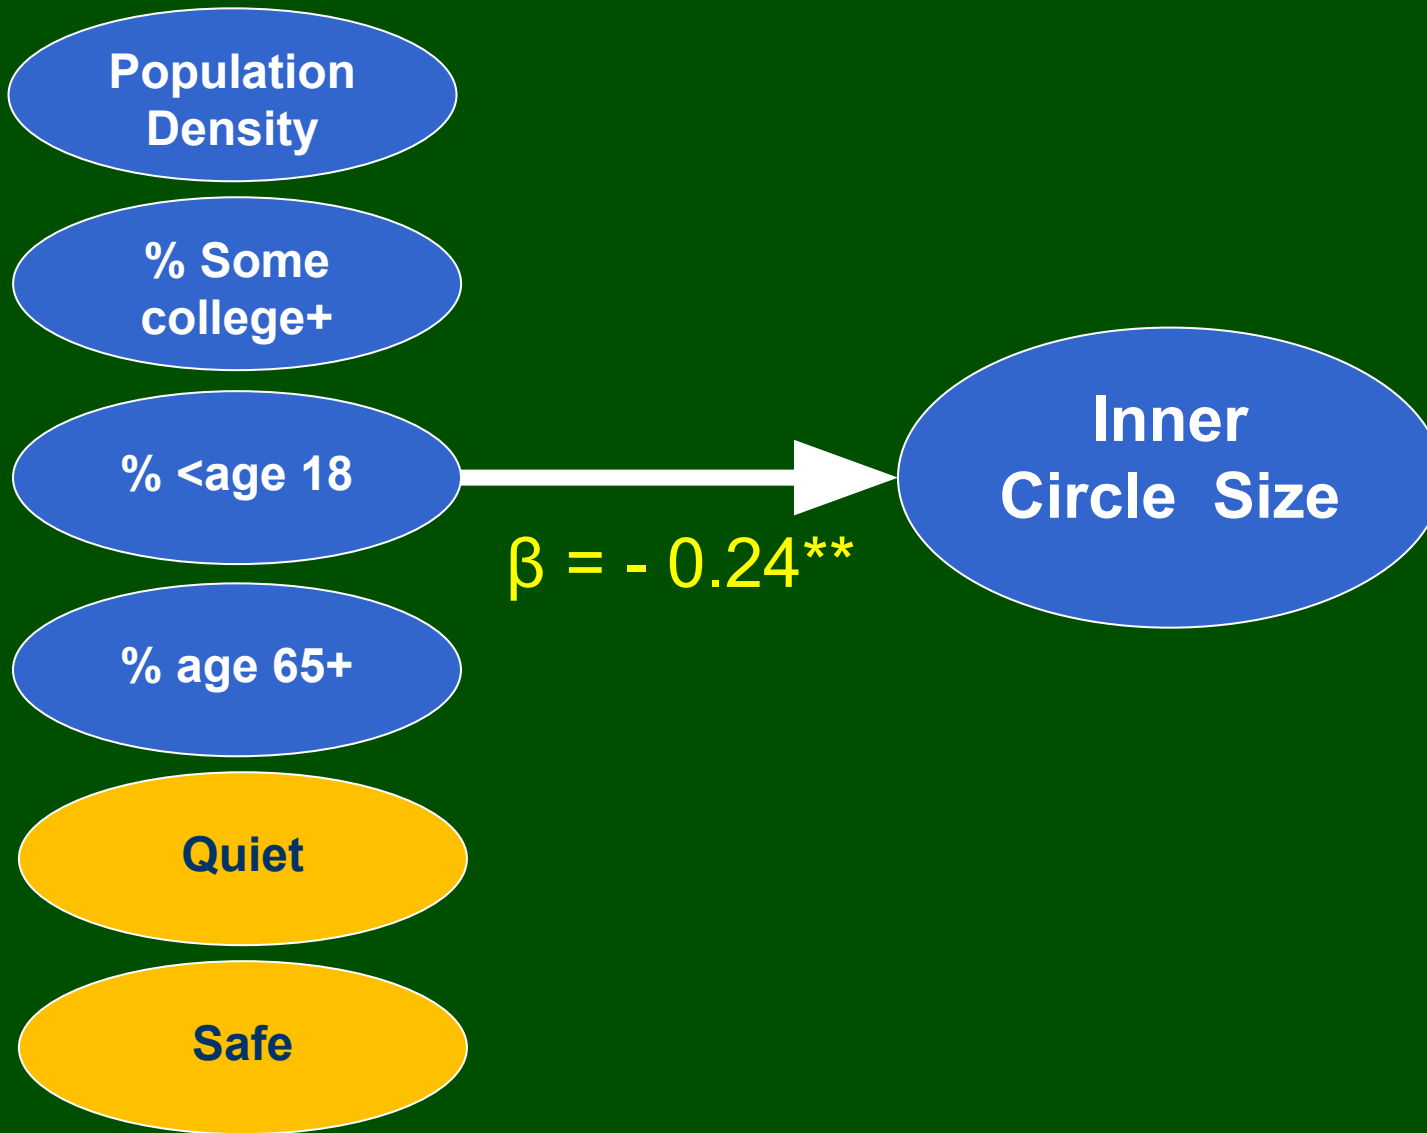 Population
Density
% Some
college+
% <age 18
% age 65+
Quiet
Safe
β = - 0.24**
Inner
Circle  Size